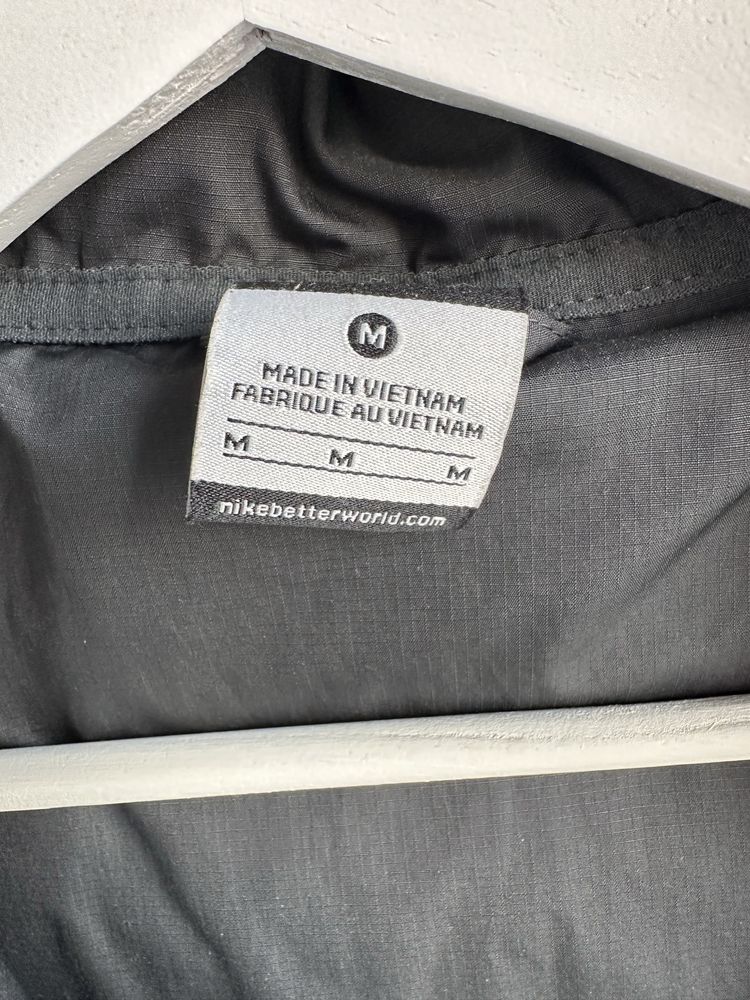 M
MADE IN VIETNAM
FABRIQUE AU VIETNAM
M M M
nikebetterworld.com